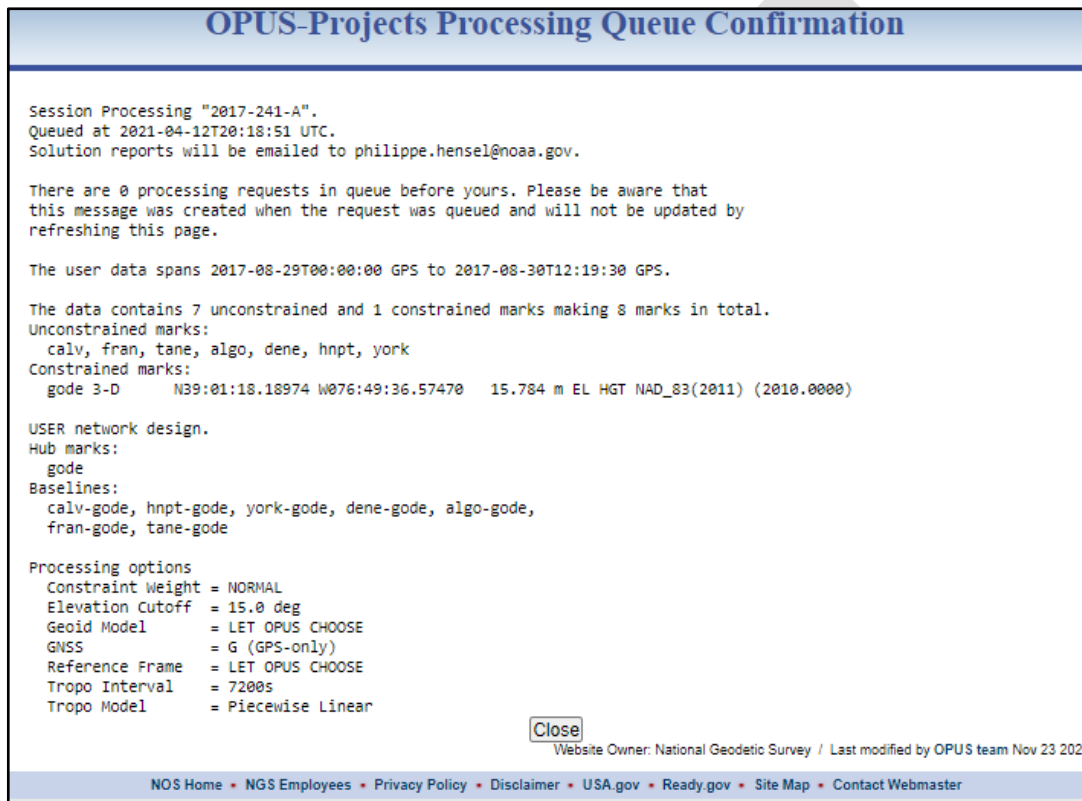 OPUS-Projects Processing Queue Confirmation
Session Processing "2017-241-A".
Queued at 2021-04-12T20:18:51 UTC.
Solution reports will be emailed to philippe.hensel@noaa.gov.
There are 0 processing requests in queue before yours. Please be aware that
this message was created when the request was queued and will not be updated by
refreshing this page.
The user data spans 2017-08-29T00:00:00 GPS to 2017-08-30T12:19:30 GPS.
The data contains 7 unconstrained and 1 constrained marks making 8 marks in total.
Unconstrained marks:
calv, fran, tane, algo, dene, hnpt, york
Constrained marks:
gode 3-D N39:01:18.18974 W076:49:36.57470 15.784 m EL HGT NAD_83(2011) (2010.0000)
USER network design.
Hub marks:
gode
Baselines:
calv-gode, hnpt-gode, york-gode, dene-gode, algo-gode,
fran-gode, tane-gode
Processing options
Constraint Weight = NORMAL
Elevation Cutoff = 15.0 deg
Geoid Model = LET OPUS CHOOSE
GNSS = G (GPS-only)
Reference Frame = LET OPUS CHOOSE
Tropo Interval = 7200s
Tropo Model = Piecewise Linear
Close
Website Owner: National Geodetic Survey / Last modified by OPUS team Nov 23 202
NOS Home • NGS Employees • Privacy Policy • Disclaimer • USA.gov • Ready.gov • Site Map • Contact Webmaster